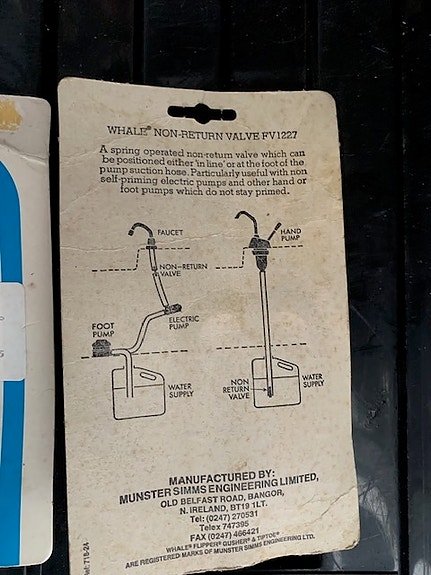 WHALE® NON-RETURN VALVE FV1227
A spring operated non-return valve which can
be positioned either 'in line' or at the foot of the
pump suction hose. Particularly useful with non
self-priming electric pumps and other hand or
foot pumps which do not stay primed.
FAUCET
NON-RETURN
VALVE
ELECTRIC
PUMP
FOOT
PUMP
WATER
SUPPLY
HAND
PUMP
NON
RETURN
VALVE
WATER
SUPPLY
MANUFACTURED BY:
MUNSTER SIMMS ENGINEERING LIMITED,
OLD BELFAST ROAD, BANGOR,
N. IRELAND, BT19 1LT.
Tel: (0247) 270531
Telex 747395
FAX (0247) 466421
WHALE® FLIPPER® GUSHER® & TIPTOE®
ARE REGISTERED MARKS OF MUNSTER SIMMS ENGINEERING LTD.